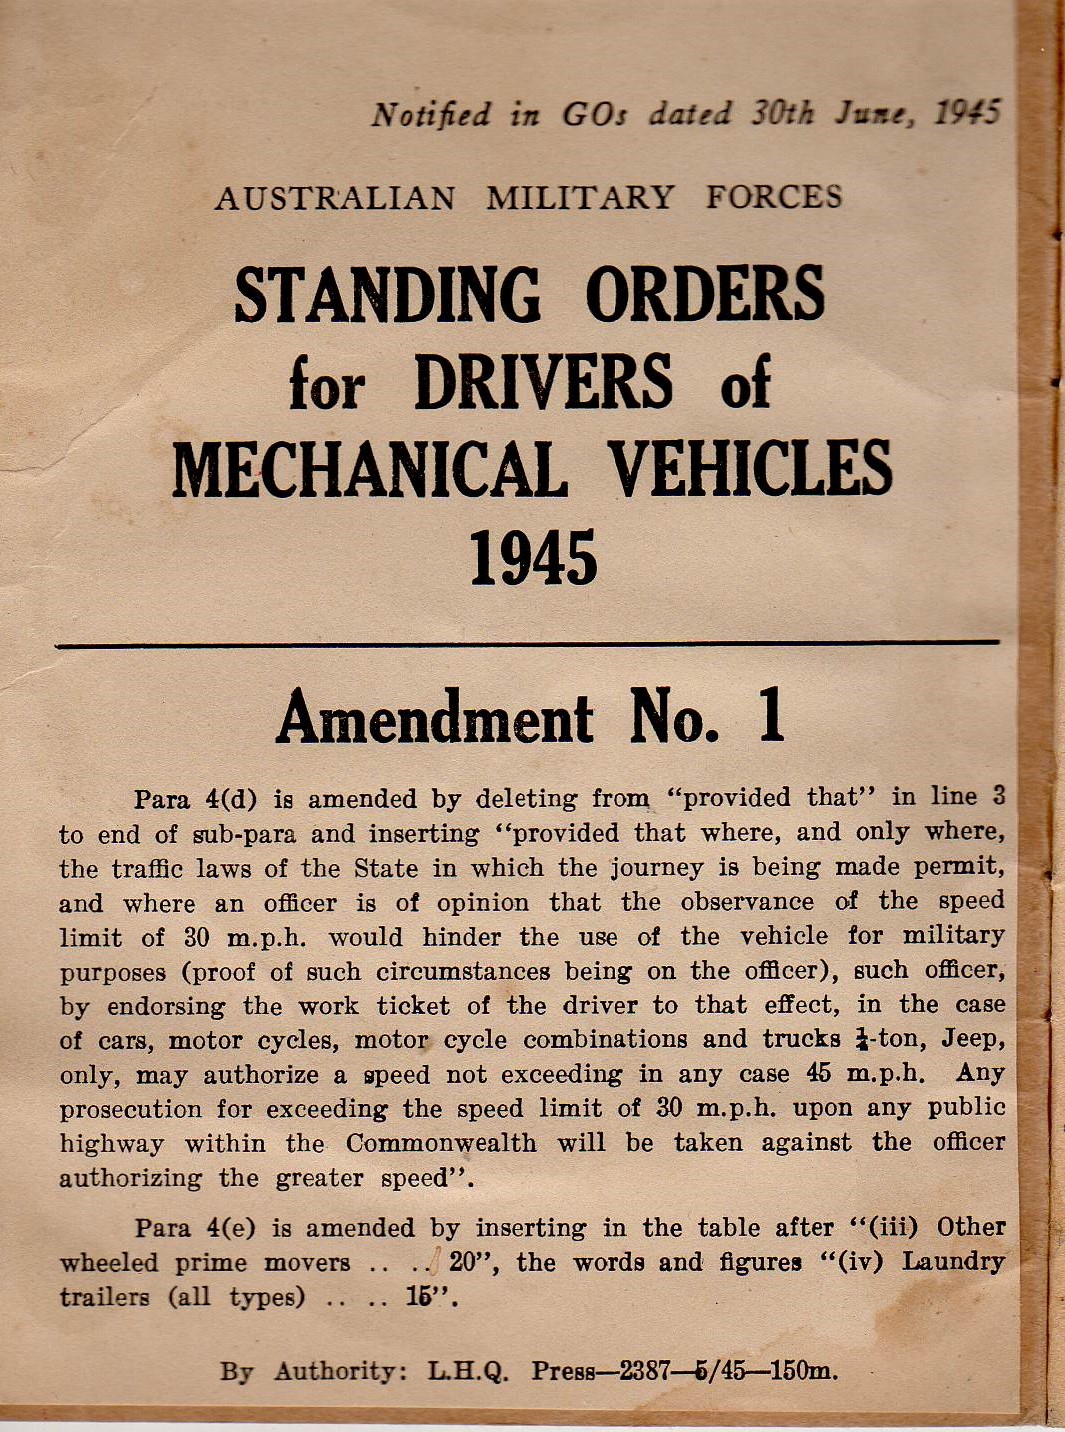 Notified in GOs dated 30th June, 1945
AUSTRALIAN MILITARY FORCES
STANDING ORDERS
for DRIVERS of
MECHANICAL VEHICLES
1945
Amendment No. 1
Para 4(d) is amended by deleting from “provided that” in line 3
to end of sub-para and inserting “provided that where, and only where,
the traffic laws of the State in which the journey is being made permit,
and where an officer is of opinion that the observance of the speed
limit of 30 m.p.h. would hinder the use of the vehicle for military
purposes (proof of such circumstances being on the officer), such officer,
by endorsing the work ticket of the driver to that effect, in the case
of cars, motor cycles, motor cycle combinations and trucks ¼-ton, Jeep,
only, may authorize a speed not exceeding in any case 45 m.p.h. Any
prosecution for exceeding the speed limit of 30 m.p.h. upon any public
highway within the Commonwealth will be taken against the officer
authorizing the greater speed”.
Para 4(e) is amended by inserting in the table after “(iii) Other
wheeled prime movers .. .. 20”, the words and figures “(iv) Laundry
trailers (all types) .. .. 15”.
By Authority: L.H.Q. Press—2387—5/45—150m.